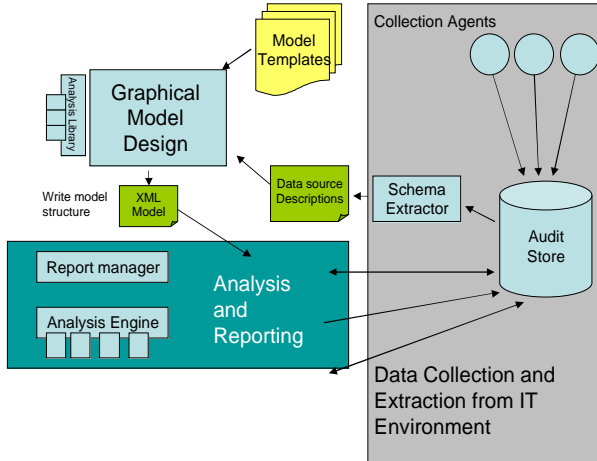 Collection Agents
Model
Templates
Graphical
Model
Design
Analysis Library
Write model
structure
XML
Model
Data source
Descriptions
Schema
Extractor
Audit
Store
Report manager
Analysis Engine
Analysis
and
Reporting
Data Collection and
Extraction from IT
Environment